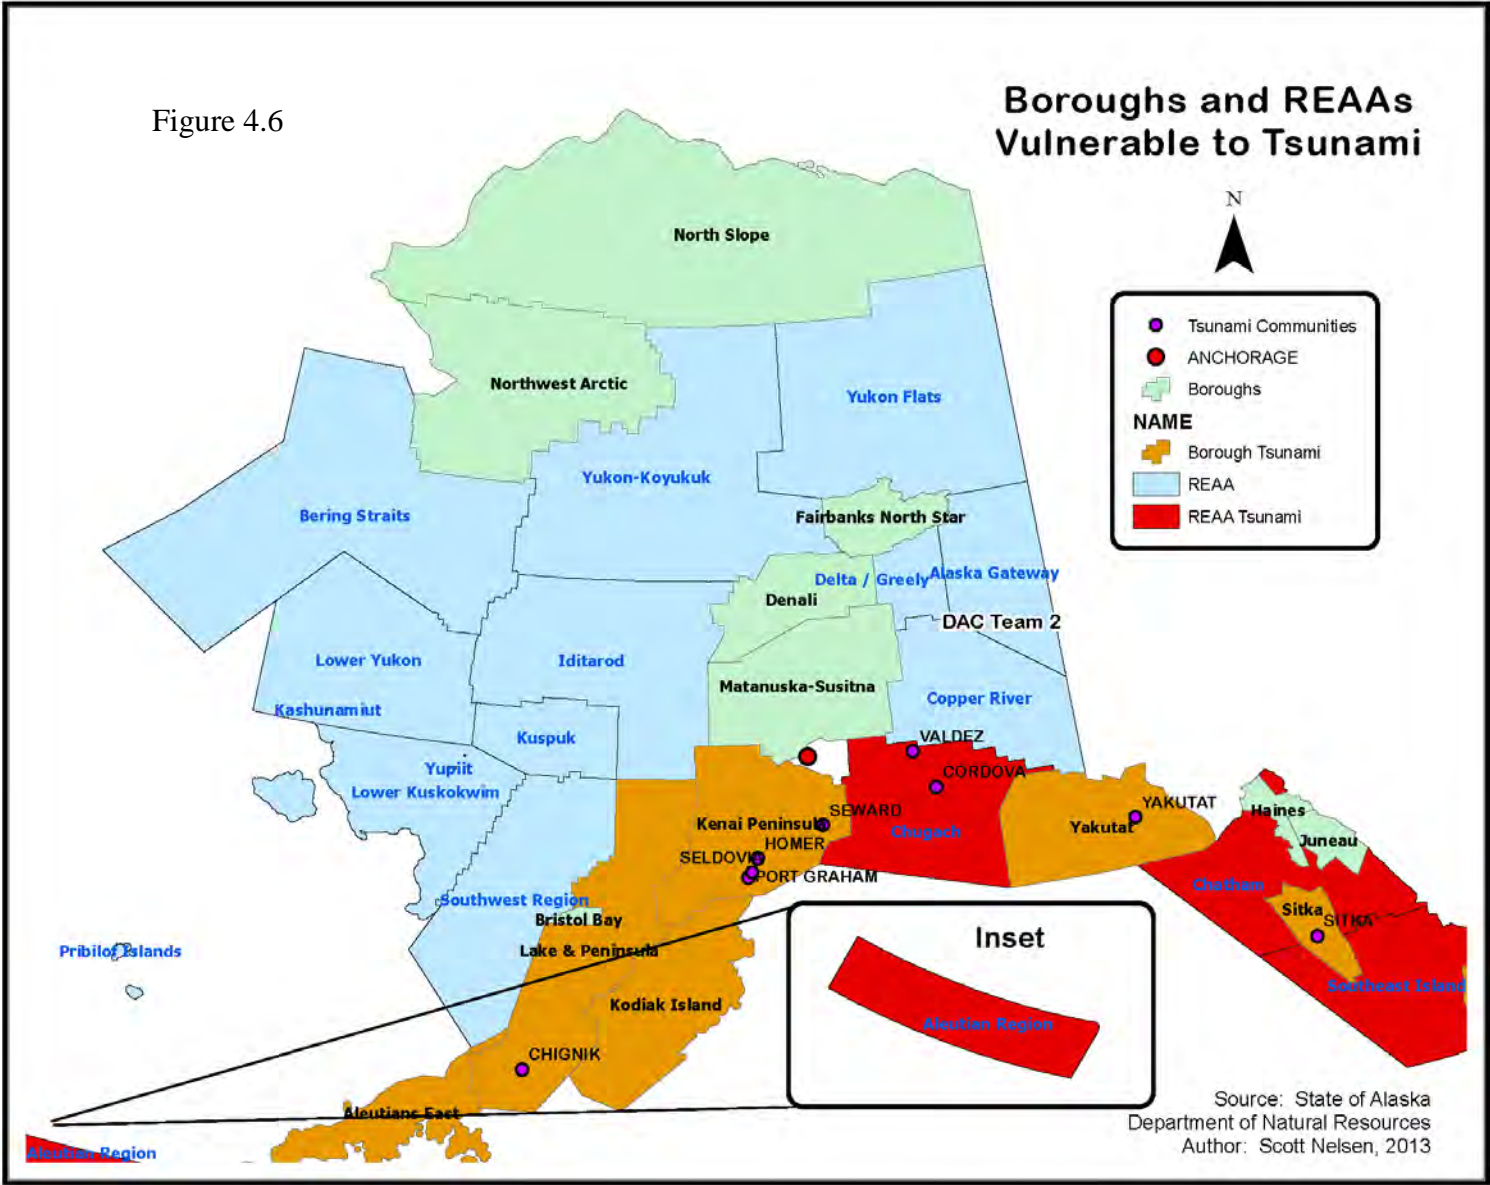 Figure 4.6
Boroughs and REAAs
Vulnerable to Tsunami
N
Tsunami Communities
ANCHORAGE
Boroughs
NAME
Borough Tsunami
REAA
REAA Tsunami
North Slope
Northwest Arctic
Yukon Flats
Yukon-Koyukuk
Bering Straits
Fairbanks North Star
Delta / Greely
Alaska Gateway
Denali
DAC Team 2
Lower Yukon
Iditarod
Matanuska-Susitna
Copper River
Kashunamiut
Kuspuk
VALDEZ
Yupiit
CORDOVA
Lower Kuskokwim
YAKUTAT
SEWARD
Haines
Kenai Peninsula
Yakutat
Chugach
Juneau
HOMER
SELDOVIA
PORT GRAHAM
Chatham
Southwest Region
Sitka
SITKA
Bristol Bay
Pribilof Islands
Lake & Peninsula
Inset
Southeast Island
Kodiak Island
Aleutian Region
CHIGNIK
Aleutians East
Aleutian Region
Source: State of Alaska
Department of Natural Resources
Author: Scott Nelsen, 2013